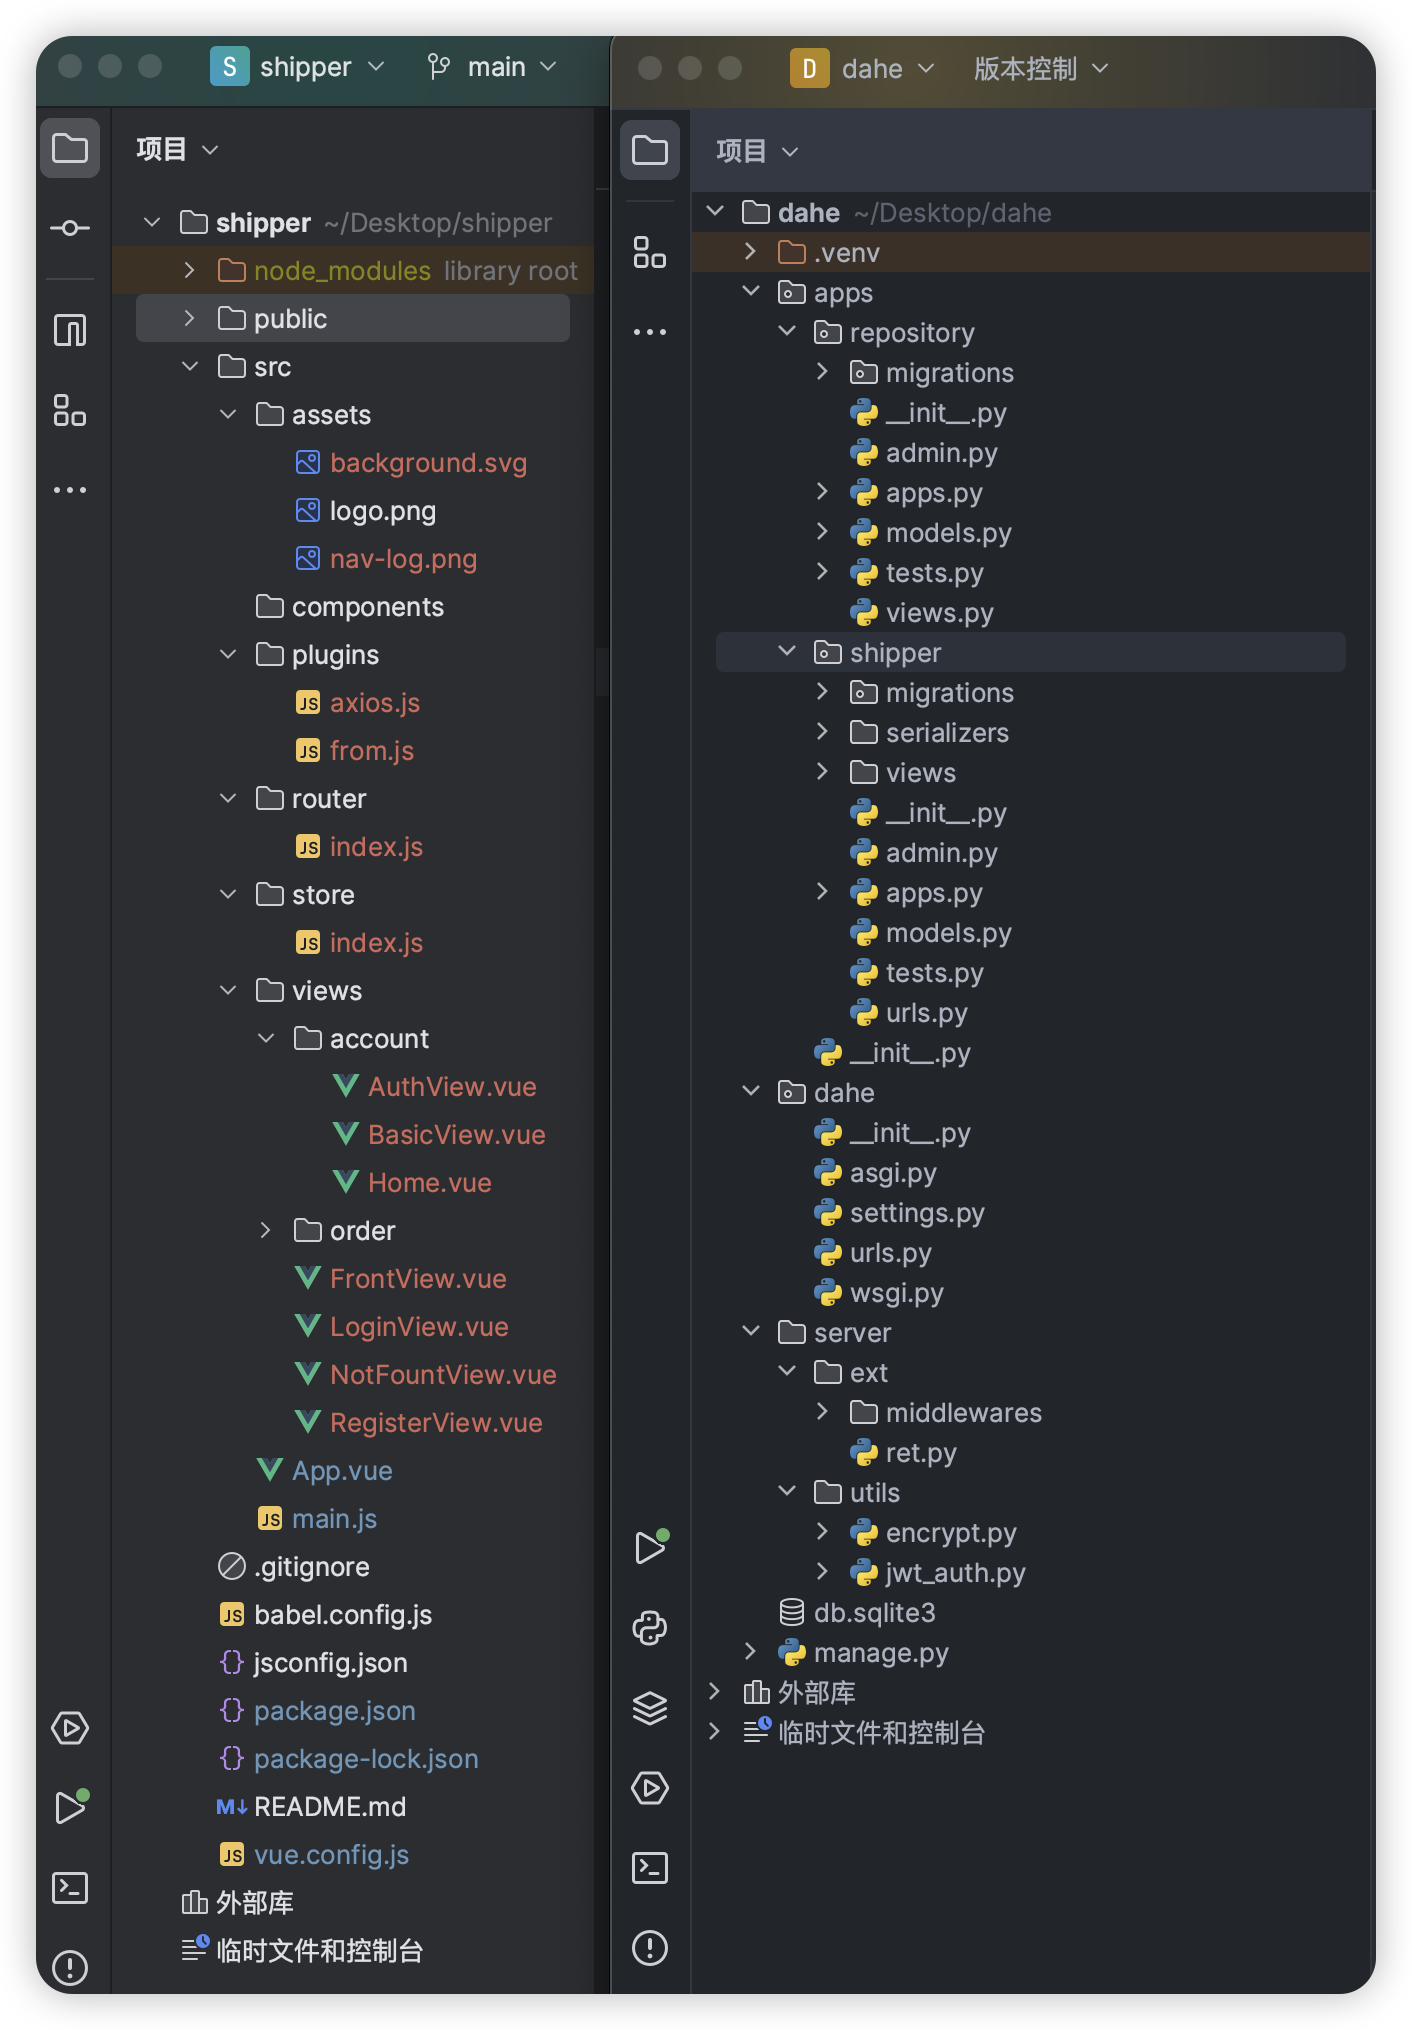 S shipper main
项目
shipper ~/Desktop/shipper
node_modules library root
public
src
assets
background.svg
logo.png
nav-log.png
components
plugins
JS axios.js
JS from.js
router
JS index.js
store
JS index.js
views
account
AuthView.vue
BasicView.vue
Home.vue
order
FrontView.vue
LoginView.vue
NotFountView.vue
RegisterView.vue
App.vue
JS main.js
.gitignore
JS babel.config.js
{} jsconfig.json
{} package.json
{} package-lock.json
M↓ README.md
JS vue.config.js
外部库
临时文件和控制台
D dahe 版本控制
项目
dahe ~/Desktop/dahe
.venv
apps
repository
migrations
__init__.py
admin.py
apps.py
models.py
tests.py
views.py
shipper
migrations
serializers
views
__init__.py
admin.py
apps.py
models.py
tests.py
urls.py
__init__.py
dahe
__init__.py
asgi.py
settings.py
urls.py
wsgi.py
server
ext
middlewares
ret.py
utils
encrypt.py
jwt_auth.py
db.sqlite3
manage.py
外部库
临时文件和控制台